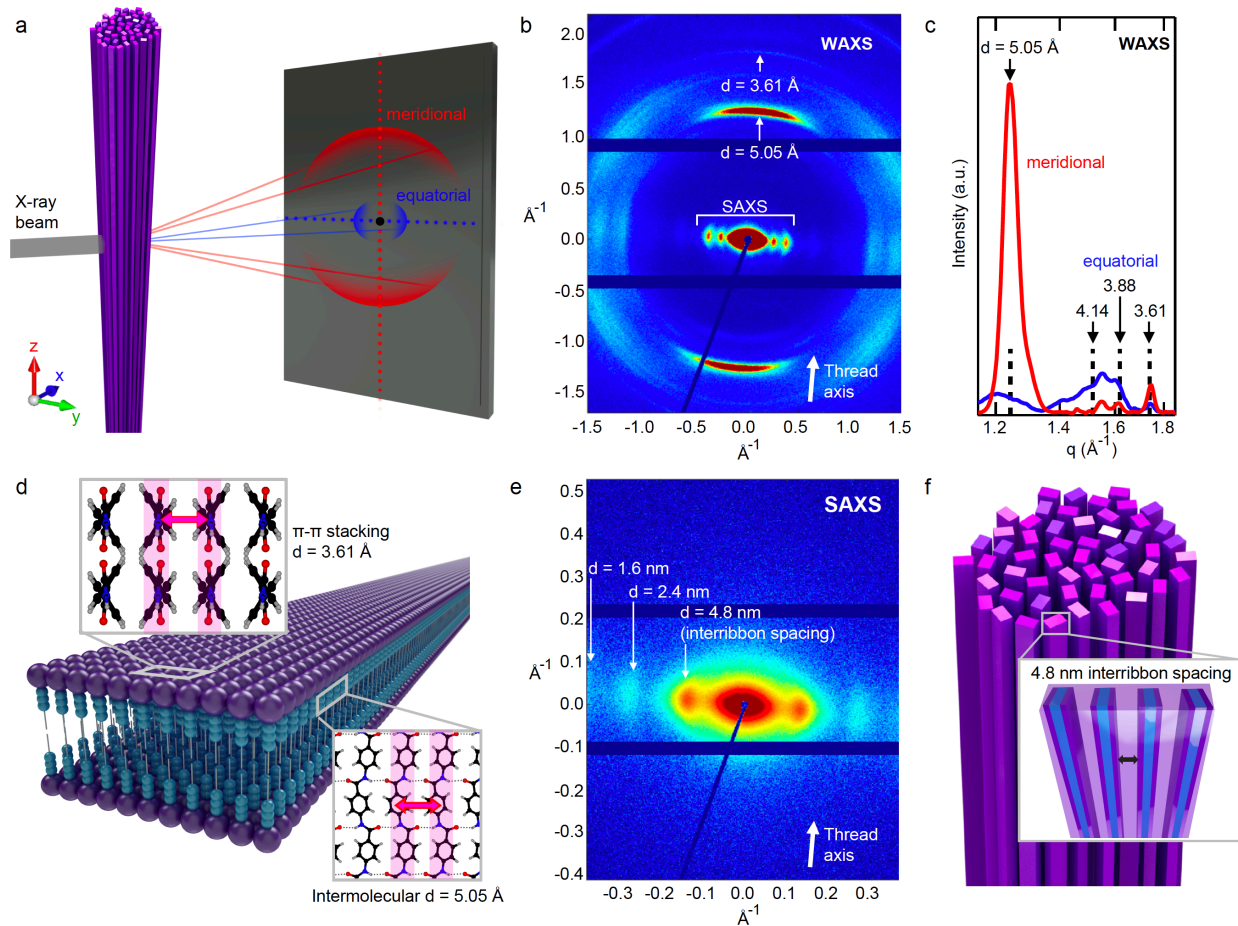 a
meridional
equatorial
X-ray
beam
z
x
y
b
WAXS
2.0
1.5
1.0
0.5
0.0
-0.5
-1.0
-1.5
Å⁻¹
d = 3.61 Å
d = 5.05 Å
SAXS
Thread
axis
-1.5
-1.0
-0.5
0.0
0.5
1.0
1.5
Å⁻¹
c
WAXS
d = 5.05 Å
meridional
equatorial
3.88
4.14
3.61
Intensity (a.u.)
1.2
1.4
1.6
1.8
q (Å⁻¹)
d
π-π stacking
d = 3.61 Å
Intermolecular d = 5.05 Å
e
SAXS
0.5
0.4
0.3
0.2
0.1
0.0
-0.1
-0.2
-0.3
-0.4
Å⁻¹
d = 1.6 nm
d = 2.4 nm
d = 4.8 nm
(interribbon spacing)
Thread
axis
-0.3
-0.2
-0.1
0.0
0.1
0.2
0.3
Å⁻¹
f
4.8 nm interribbon spacing